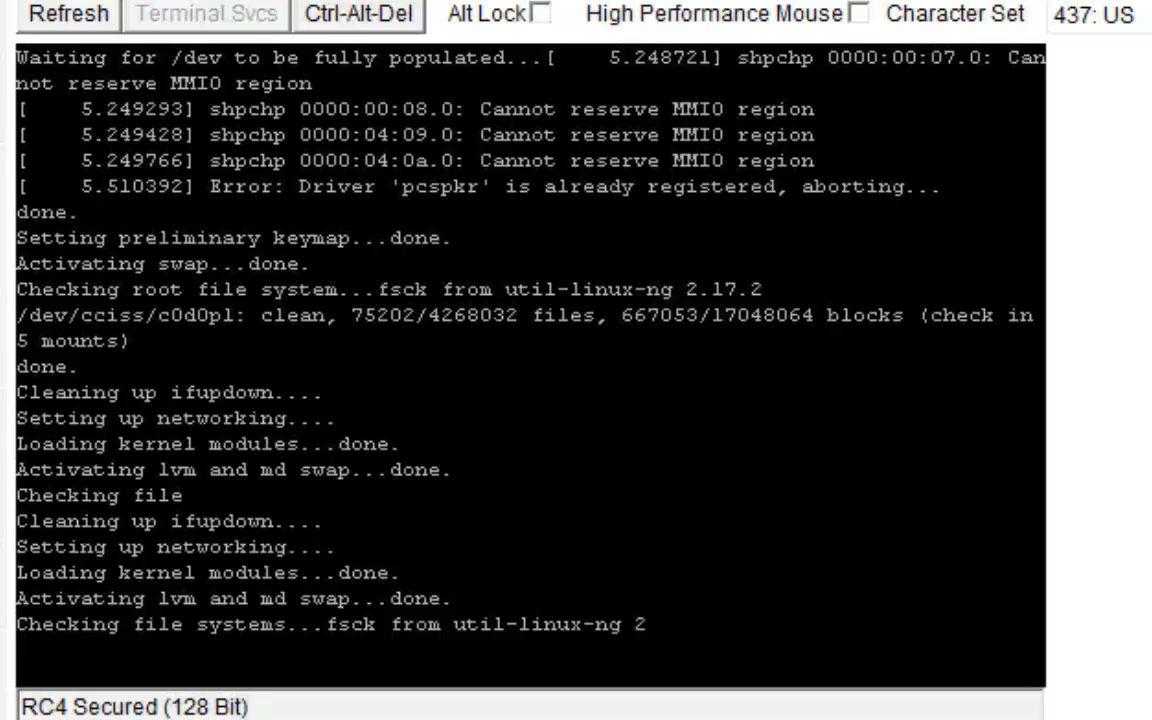 Refresh Terminal Svcs Ctrl-Alt-Del Alt Lock High Performance Mouse Character Set 437: US
Waiting for /dev to be fully populated...[    5.248721] shpchp 0000:00:07.0: Can
not reserve MMIO region
[    5.249293] shpchp 0000:00:08.0: Cannot reserve MMIO region
[    5.249428] shpchp 0000:04:09.0: Cannot reserve MMIO region
[    5.249766] shpchp 0000:04:0a.0: Cannot reserve MMIO region
[    5.510392] Error: Driver 'pcspkr' is already registered, aborting...
done.
Setting preliminary keymap...done.
Activating swap...done.
Checking root file system...fsck from util-linux-ng 2.17.2
/dev/cciss/c0d0p1: clean, 75202/4268032 files, 667053/17048064 blocks (check in
5 mounts)
done.
Cleaning up ifupdown....
Setting up networking....
Loading kernel modules...done.
Activating lvm and md swap...done.
Checking file
Cleaning up ifupdown....
Setting up networking....
Loading kernel modules...done.
Activating lvm and md swap...done.
Checking file systems...fsck from util-linux-ng 2
RC4 Secured (128 Bit)